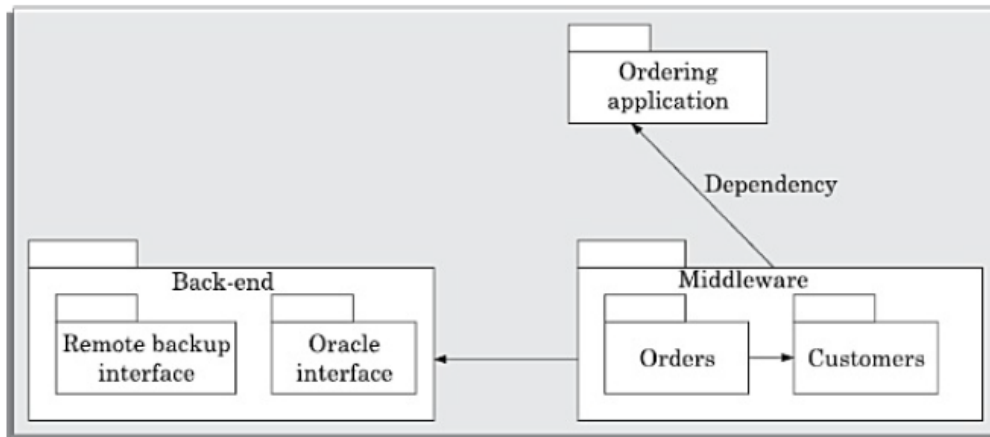 Ordering
application
Dependency
Back-end
Remote backup
interface
Oracle
interface
Middleware
Orders
Customers